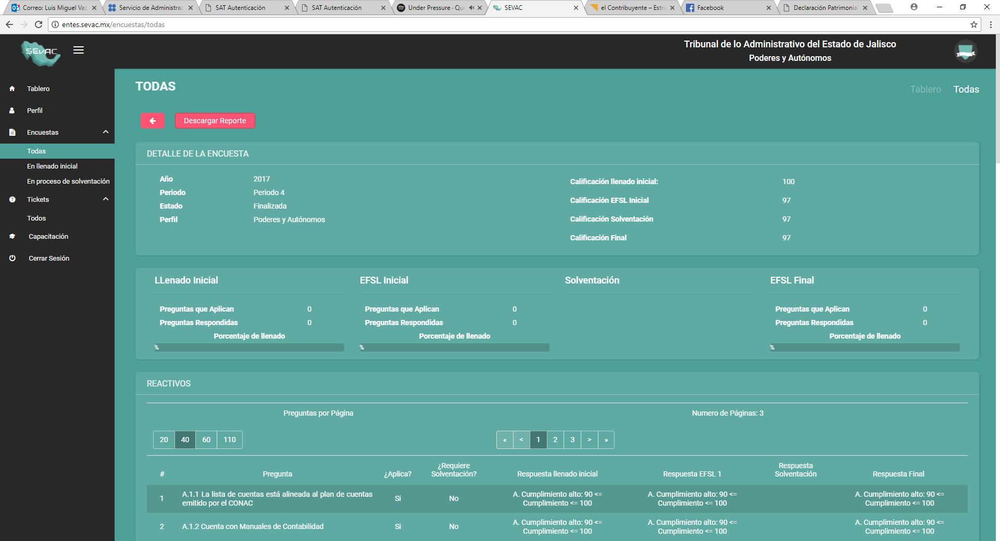 Correo: Luis Miguel Vaz
Servicio de Administrac
SAT Autenticación
SAT Autenticación
Under Pressure · Que
SEVAC
el Contribuyente – Estra
Facebook
Declaración Patrimonial
entes.sevac.mx/encuestas/todas
SEVAC
Tribunal de lo Administrativo del Estado de Jalisco
Poderes y Autónomos
Tablero
Perfil
Encuestas
Todas
En llenado inicial
En proceso de solventación
Tickets
Todos
Capacitación
Cerrar Sesión
TODAS
Tablero / Todas
Descargar Reporte
DETALLE DE LA ENCUESTA
Año 2017
Periodo Periodo 4
Estado Finalizada
Perfil Poderes y Autónomos
Calificación llenado inicial: 100
Calificación EFSL Inicial 97
Calificación Solventación 97
Calificación Final 97
LLenado Inicial
Preguntas que Aplican 0
Preguntas Respondidas 0
Porcentaje de llenado
%
EFSL Inicial
Preguntas que Aplican 0
Preguntas Respondidas 0
Porcentaje de llenado
%
Solventación
EFSL Final
Preguntas que Aplican 0
Preguntas Respondidas 0
Porcentaje de llenado
%
REACTIVOS
Preguntas por Página
Numero de Páginas: 3
20 40 60 110
« < 1 2 3 > »
# Pregunta ¿Aplica? ¿Requiere Solventación? Respuesta llenado inicial Respuesta EFSL 1 Respuesta Solventación Respuesta Final
1 A.1.1 La lista de cuentas está alineada al plan de cuentas emitido por el CONAC Si No A. Cumplimiento alto: 90 <= Cumplimiento <= 100 A. Cumplimiento alto: 90 <= Cumplimiento <= 100 A. Cumplimiento alto: 90 <= Cumplimiento <= 100
2 A.1.2 Cuenta con Manuales de Contabilidad Si No A. Cumplimiento alto: 90 <= Cumplimiento <= 100 A. Cumplimiento alto: 90 <= Cumplimiento <= 100 A. Cumplimiento alto: 90 <= Cumplimiento <= 100